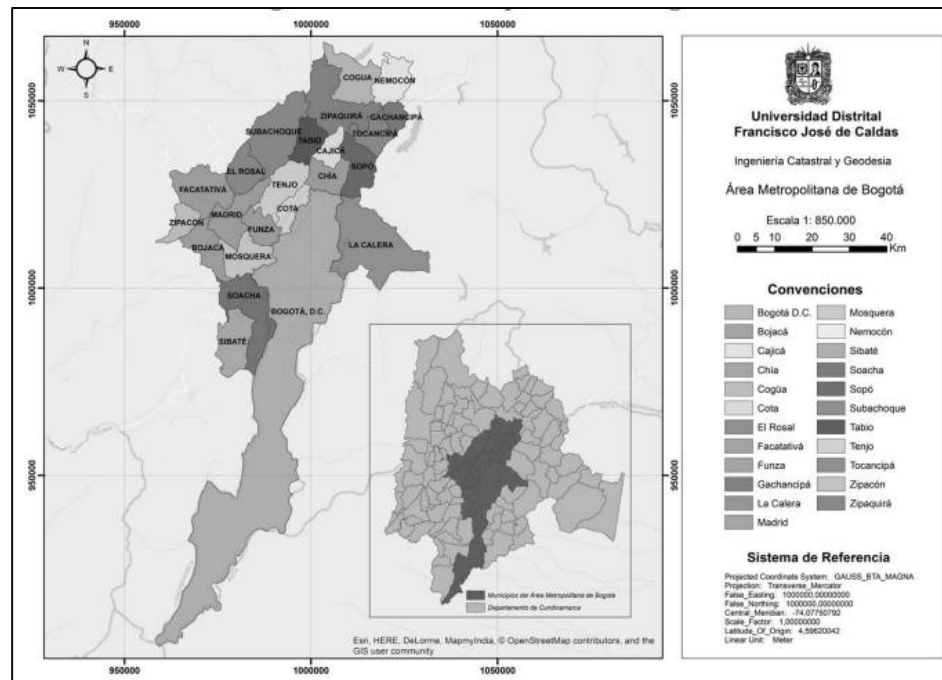 950000 1000000 1050000
N
W E
S
1050000
1000000
950000
1050000
1000000
950000
COGUA
NEMOCÓN
ZIPAQUIRÁ
GACHANCIPÁ
SUBACHOQUE
TOCANCIPÁ
TABIO
CAJICÁ
SOPÓ
EL ROSAL
TENJO
CHÍA
FACATATIVÁ
MADRID
COTA
ZIPACÓN
FUNZA
LA CALERA
BOJACA
MOSQUERA
SOACHA
BOGOTÁ, D.C.
SIBATÉ
Municipios del Área Metropolitana de Bogotá
Departamento de Cundinamarca
Esri, HERE, DeLorme, MapmyIndia, © OpenStreetMap contributors, and the
GIS user community
950000 1000000 1050000
Universidad Distrital
Francisco José de Caldas
Ingeniería Catastral y Geodesia
Área Metropolitana de Bogotá
Escala 1: 850.000
0 5 10 20 30 40
Km
Convenciones
Bogotá D.C.
Bojacá
Cajicá
Chía
Cogüa
Cota
El Rosal
Facatativá
Funza
Gachancipá
La Calera
Madrid
Mosquera
Nemocón
Sibaté
Soacha
Sopó
Subachoque
Tabio
Tenjo
Tocancipá
Zipacón
Zipaquirá
Sistema de Referencia
Projected Coordinate System: GAUSS_BTA_MAGNA
Projection: Transverse_Mercator
False_Easting: 1000000,00000000
False_Northing: 1000000,00000000
Central_Meridian: -74,07750792
Scale_Factor: 1,00000000
Latitude_Of_Origin: 4,59620042
Linear Unit: Meter